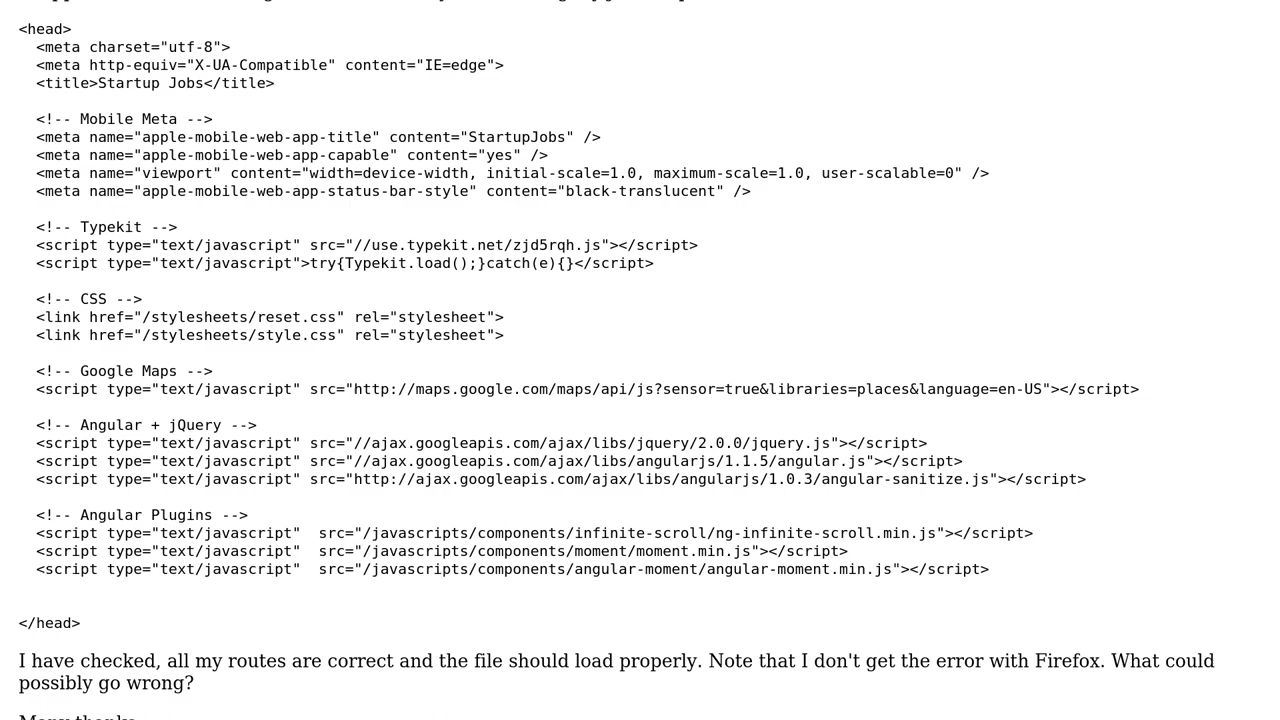 <head>
  <meta charset="utf-8">
  <meta http-equiv="X-UA-Compatible" content="IE=edge">
  <title>Startup Jobs</title>

  <!-- Mobile Meta -->
  <meta name="apple-mobile-web-app-title" content="StartupJobs" />
  <meta name="apple-mobile-web-app-capable" content="yes" />
  <meta name="viewport" content="width=device-width, initial-scale=1.0, maximum-scale=1.0, user-scalable=0" />
  <meta name="apple-mobile-web-app-status-bar-style" content="black-translucent" />

  <!-- Typekit -->
  <script type="text/javascript" src="//use.typekit.net/zjd5rqh.js"></script>
  <script type="text/javascript">try{Typekit.load();}catch(e){}</script>

  <!-- CSS -->
  <link href="/stylesheets/reset.css" rel="stylesheet">
  <link href="/stylesheets/style.css" rel="stylesheet">

  <!-- Google Maps -->
  <script type="text/javascript" src="http://maps.google.com/maps/api/js?sensor=true&libraries=places&language=en-US"></script>

  <!-- Angular + jQuery -->
  <script type="text/javascript" src="//ajax.googleapis.com/ajax/libs/jquery/2.0.0/jquery.js"></script>
  <script type="text/javascript" src="//ajax.googleapis.com/ajax/libs/angularjs/1.1.5/angular.js"></script>
  <script type="text/javascript" src="http://ajax.googleapis.com/ajax/libs/angularjs/1.0.3/angular-sanitize.js"></script>

  <!-- Angular Plugins -->
  <script type="text/javascript"  src="/javascripts/components/infinite-scroll/ng-infinite-scroll.min.js"></script>
  <script type="text/javascript"  src="/javascripts/components/moment/moment.min.js"></script>
  <script type="text/javascript"  src="/javascripts/components/angular-moment/angular-moment.min.js"></script>

</head>
I have checked, all my routes are correct and the file should load properly. Note that I don't get the error with Firefox. What could
possibly go wrong?
Many thanks